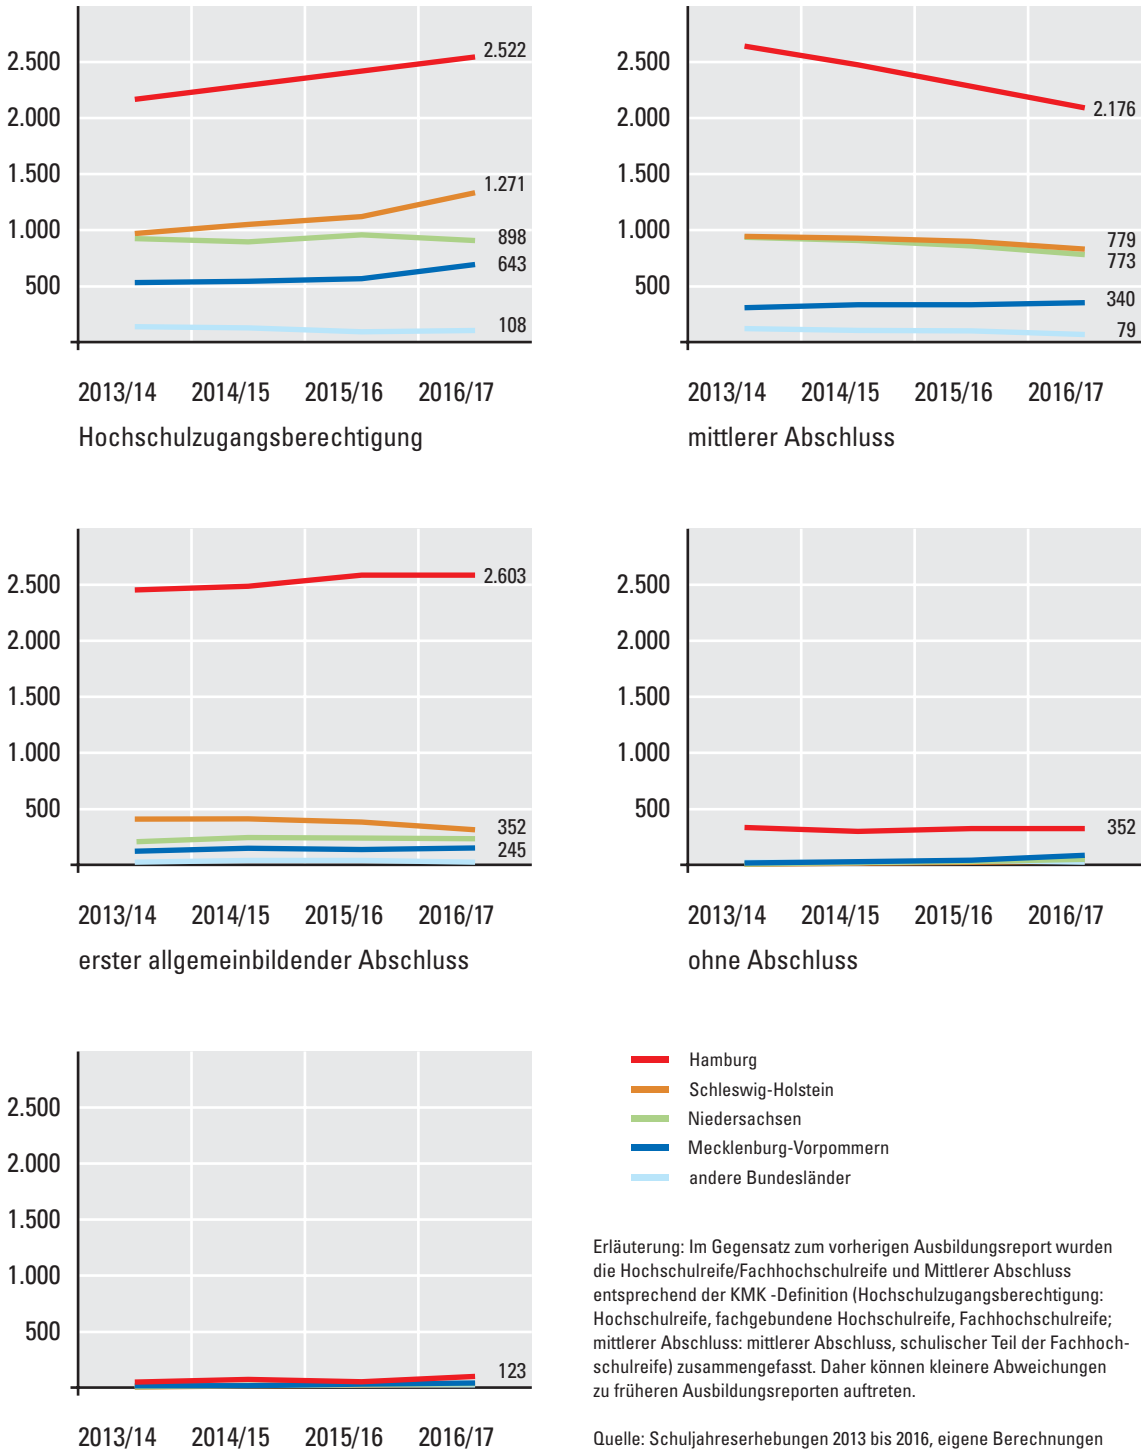 2.500
2.000
1.500
1.000
500
2.522
1.271
898
643
108
2013/14 2014/15 2015/16 2016/17
Hochschulzugangsberechtigung
2.500
2.000
1.500
1.000
500
2.176
779
773
340
79
2013/14 2014/15 2015/16 2016/17
mittlerer Abschluss
2.500
2.000
1.500
1.000
500
2.603
352
245
2013/14 2014/15 2015/16 2016/17
erster allgemeinbildender Abschluss
2.500
2.000
1.500
1.000
500
352
2013/14 2014/15 2015/16 2016/17
ohne Abschluss
2.500
2.000
1.500
1.000
500
123
2013/14 2014/15 2015/16 2016/17
Hamburg
Schleswig-Holstein
Niedersachsen
Mecklenburg-Vorpommern
andere Bundesländer
Erläuterung: Im Gegensatz zum vorherigen Ausbildungsreport wurden
die Hochschulreife/Fachhochschulreife und Mittlerer Abschluss
entsprechend der KMK -Definition (Hochschulzugangsberechtigung:
Hochschulreife, fachgebundene Hochschulreife, Fachhochschulreife;
mittlerer Abschluss: mittlerer Abschluss, schulischer Teil der Fachhoch-
schulreife) zusammengefasst. Daher können kleinere Abweichungen
zu früheren Ausbildungsreporten auftreten.
Quelle: Schuljahreserhebungen 2013 bis 2016, eigene Berechnungen